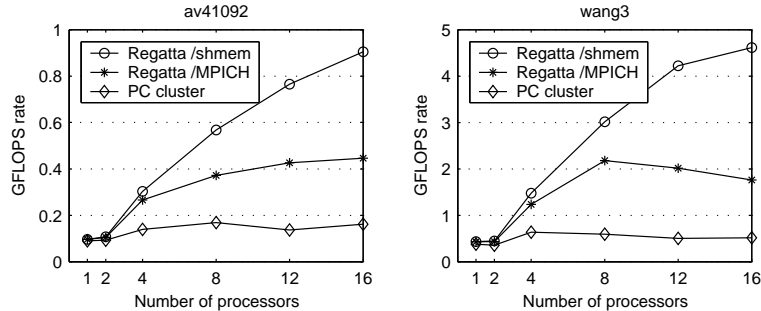 av41092
1
0.8
0.6
0.4
0.2
0
GFLOPS rate
Regatta /shmem
Regatta /MPICH
PC cluster
1 2 4 8 12 16
Number of processors
wang3
5
4
3
2
1
0
GFLOPS rate
Regatta /shmem
Regatta /MPICH
PC cluster
1 2 4 8 12 16
Number of processors